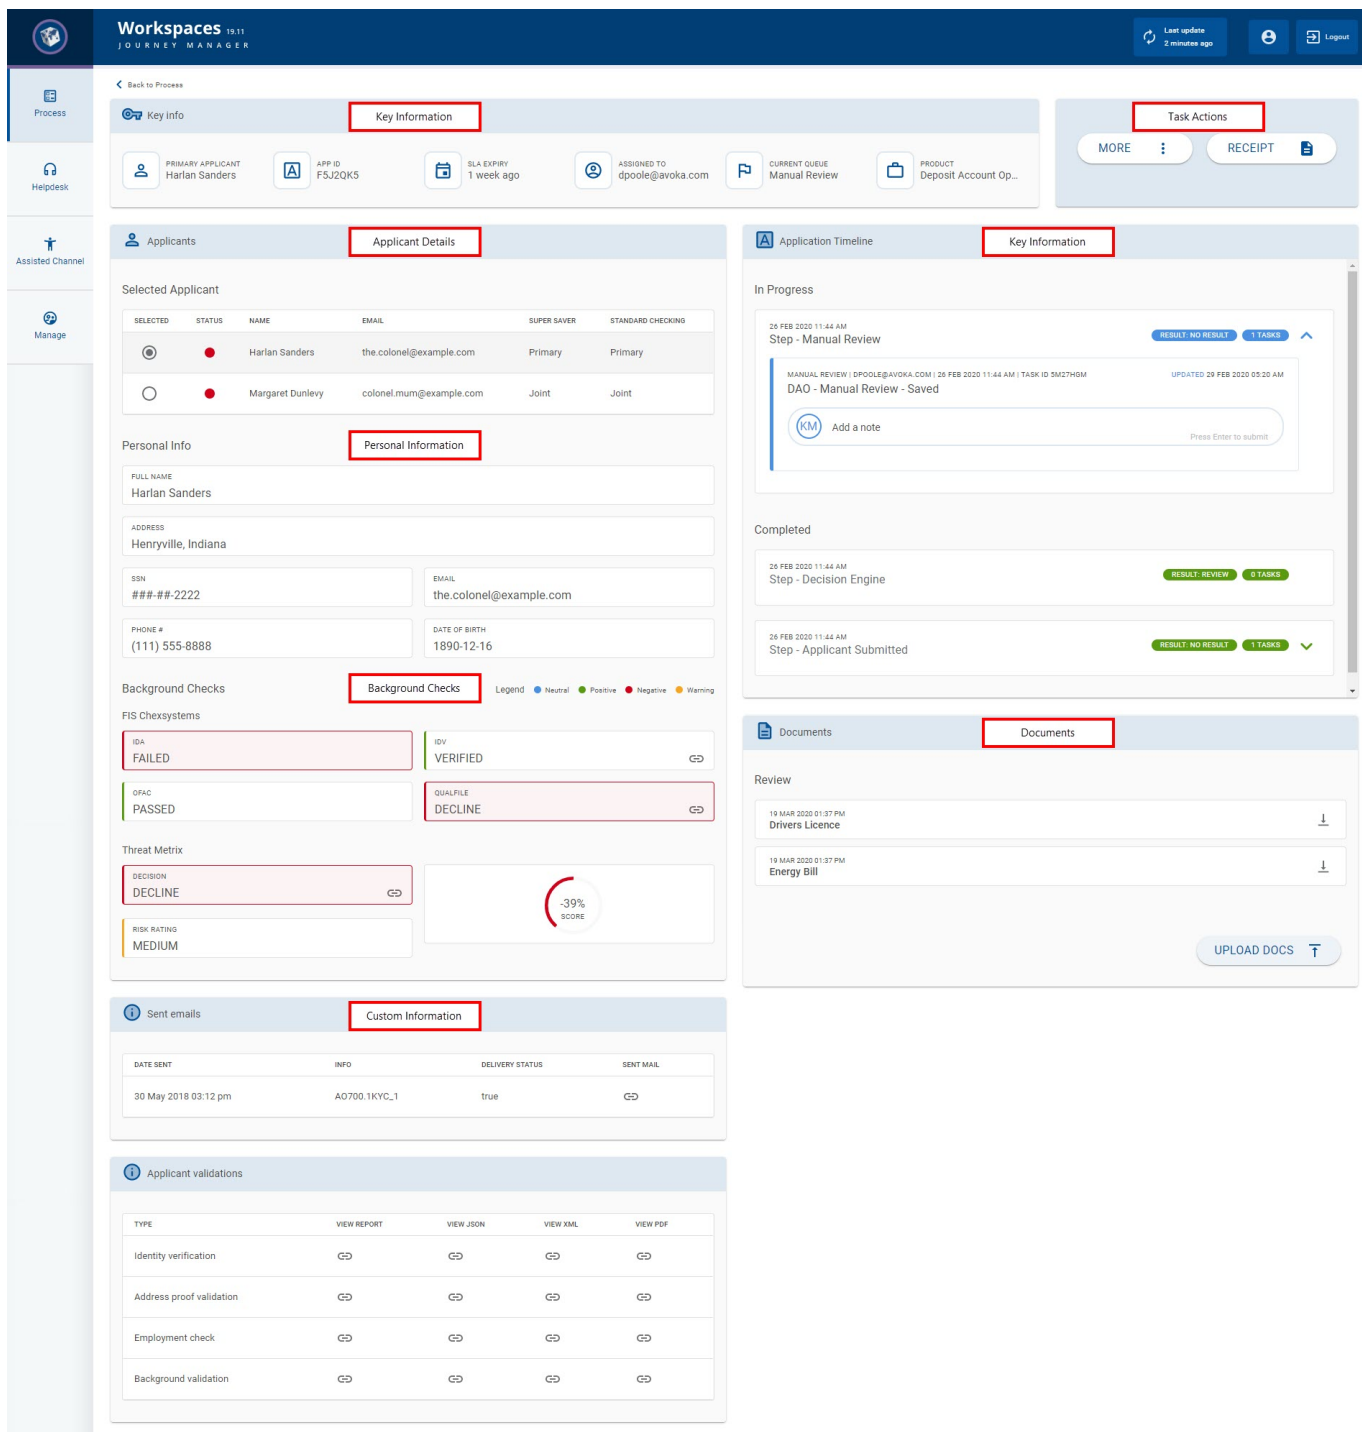 Workspaces 19.11
JOURNEY MANAGER
Last update
2 minutes ago
Logout
Process
Helpdesk
Assisted Channel
Manage
Back to Process
Key info
Key Information
PRIMARY APPLICANT
Harlan Sanders
APP ID
F5J2QK5
SLA EXPIRY
1 week ago
ASSIGNED TO
dpoole@avoka.com
CURRENT QUEUE
Manual Review
PRODUCT
Deposit Account Op...
Task Actions
MORE
RECEIPT
Applicants
Applicant Details
Selected Applicant
SELECTED STATUS NAME EMAIL SUPER SAVER STANDARD CHECKING
Harlan Sanders the.colonel@example.com Primary Primary
Margaret Dunlevy colonel.mum@example.com Joint Joint
Personal Info
Personal Information
FULL NAME
Harlan Sanders
ADDRESS
Henryville, Indiana
SSN
###-##-2222
EMAIL
the.colonel@example.com
PHONE #
(111) 555-8888
DATE OF BIRTH
1890-12-16
Background Checks
Background Checks
Legend Neutral Positive Negative Warning
FIS Chexsystems
IDA
FAILED
IDV
VERIFIED
OFAC
PASSED
QUALFILE
DECLINE
Threat Metrix
DECISION
DECLINE
-39%
SCORE
RISK RATING
MEDIUM
Sent emails
Custom Information
DATE SENT INFO DELIVERY STATUS SENT MAIL
30 May 2018 03:12 pm AO700.1KYC_1 true
Applicant validations
TYPE VIEW REPORT VIEW JSON VIEW XML VIEW PDF
Identity verification
Address proof validation
Employment check
Background validation
A Application Timeline
Key Information
In Progress
26 FEB 2020 11:44 AM
Step - Manual Review
RESULT: NO RESULT 1 TASKS
MANUAL REVIEW | DPOOLE@AVOKA.COM | 26 FEB 2020 11:44 AM | TASK ID 5M27HGM
UPDATED 29 FEB 2020 05:20 AM
DAO - Manual Review - Saved
KM Add a note
Press Enter to submit
Completed
26 FEB 2020 11:44 AM
Step - Decision Engine
RESULT: REVIEW 0 TASKS
26 FEB 2020 11:44 AM
Step - Applicant Submitted
RESULT: NO RESULT 1 TASKS
Documents
Documents
Review
19 MAR 2020 01:37 PM
Drivers Licence
19 MAR 2020 01:37 PM
Energy Bill
UPLOAD DOCS